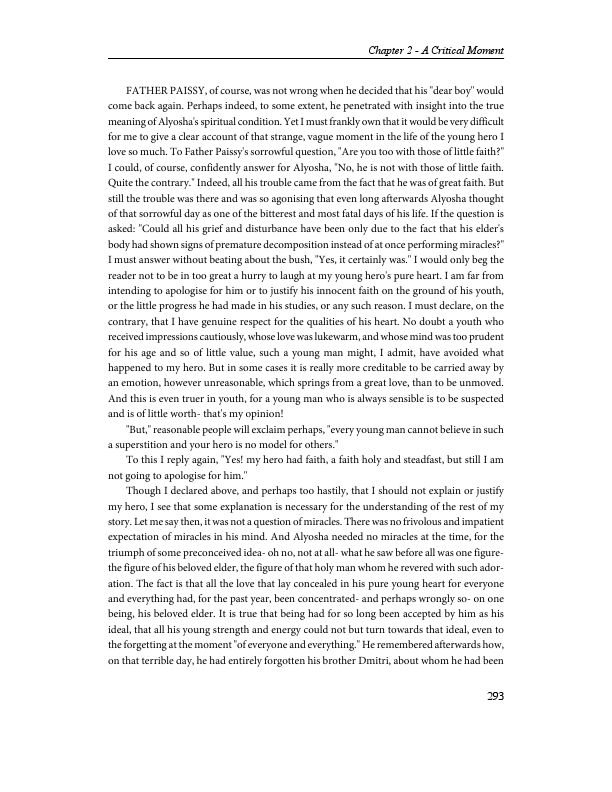 Chapter 2 - A Critical Moment
FATHER PAISSY, of course, was not wrong when he decided that his "dear boy" would
come back again. Perhaps indeed, to some extent, he penetrated with insight into the true
meaning of Alyosha's spiritual condition. Yet I must frankly own that it would be very difficult
for me to give a clear account of that strange, vague moment in the life of the young hero I
love so much. To Father Paissy's sorrowful question, "Are you too with those of little faith?"
I could, of course, confidently answer for Alyosha, "No, he is not with those of little faith.
Quite the contrary." Indeed, all his trouble came from the fact that he was of great faith. But
still the trouble was there and was so agonising that even long afterwards Alyosha thought
of that sorrowful day as one of the bitterest and most fatal days of his life. If the question is
asked: "Could all his grief and disturbance have been only due to the fact that his elder's
body had shown signs of premature decomposition instead of at once performing miracles?"
I must answer without beating about the bush, "Yes, it certainly was." I would only beg the
reader not to be in too great a hurry to laugh at my young hero's pure heart. I am far from
intending to apologise for him or to justify his innocent faith on the ground of his youth,
or the little progress he had made in his studies, or any such reason. I must declare, on the
contrary, that I have genuine respect for the qualities of his heart. No doubt a youth who
received impressions cautiously, whose love was lukewarm, and whose mind was too prudent
for his age and so of little value, such a young man might, I admit, have avoided what
happened to my hero. But in some cases it is really more creditable to be carried away by
an emotion, however unreasonable, which springs from a great love, than to be unmoved.
And this is even truer in youth, for a young man who is always sensible is to be suspected
and is of little worth- that's my opinion!
"But," reasonable people will exclaim perhaps, "every young man cannot believe in such
a superstition and your hero is no model for others."
To this I reply again, "Yes! my hero had faith, a faith holy and steadfast, but still I am
not going to apologise for him."
Though I declared above, and perhaps too hastily, that I should not explain or justify
my hero, I see that some explanation is necessary for the understanding of the rest of my
story. Let me say then, it was not a question of miracles. There was no frivolous and impatient
expectation of miracles in his mind. And Alyosha needed no miracles at the time, for the
triumph of some preconceived idea- oh no, not at all- what he saw before all was one figure-
the figure of his beloved elder, the figure of that holy man whom he revered with such ador-
ation. The fact is that all the love that lay concealed in his pure young heart for everyone
and everything had, for the past year, been concentrated- and perhaps wrongly so- on one
being, his beloved elder. It is true that being had for so long been accepted by him as his
ideal, that all his young strength and energy could not but turn towards that ideal, even to
the forgetting at the moment "of everyone and everything." He remembered afterwards how,
on that terrible day, he had entirely forgotten his brother Dmitri, about whom he had been
293